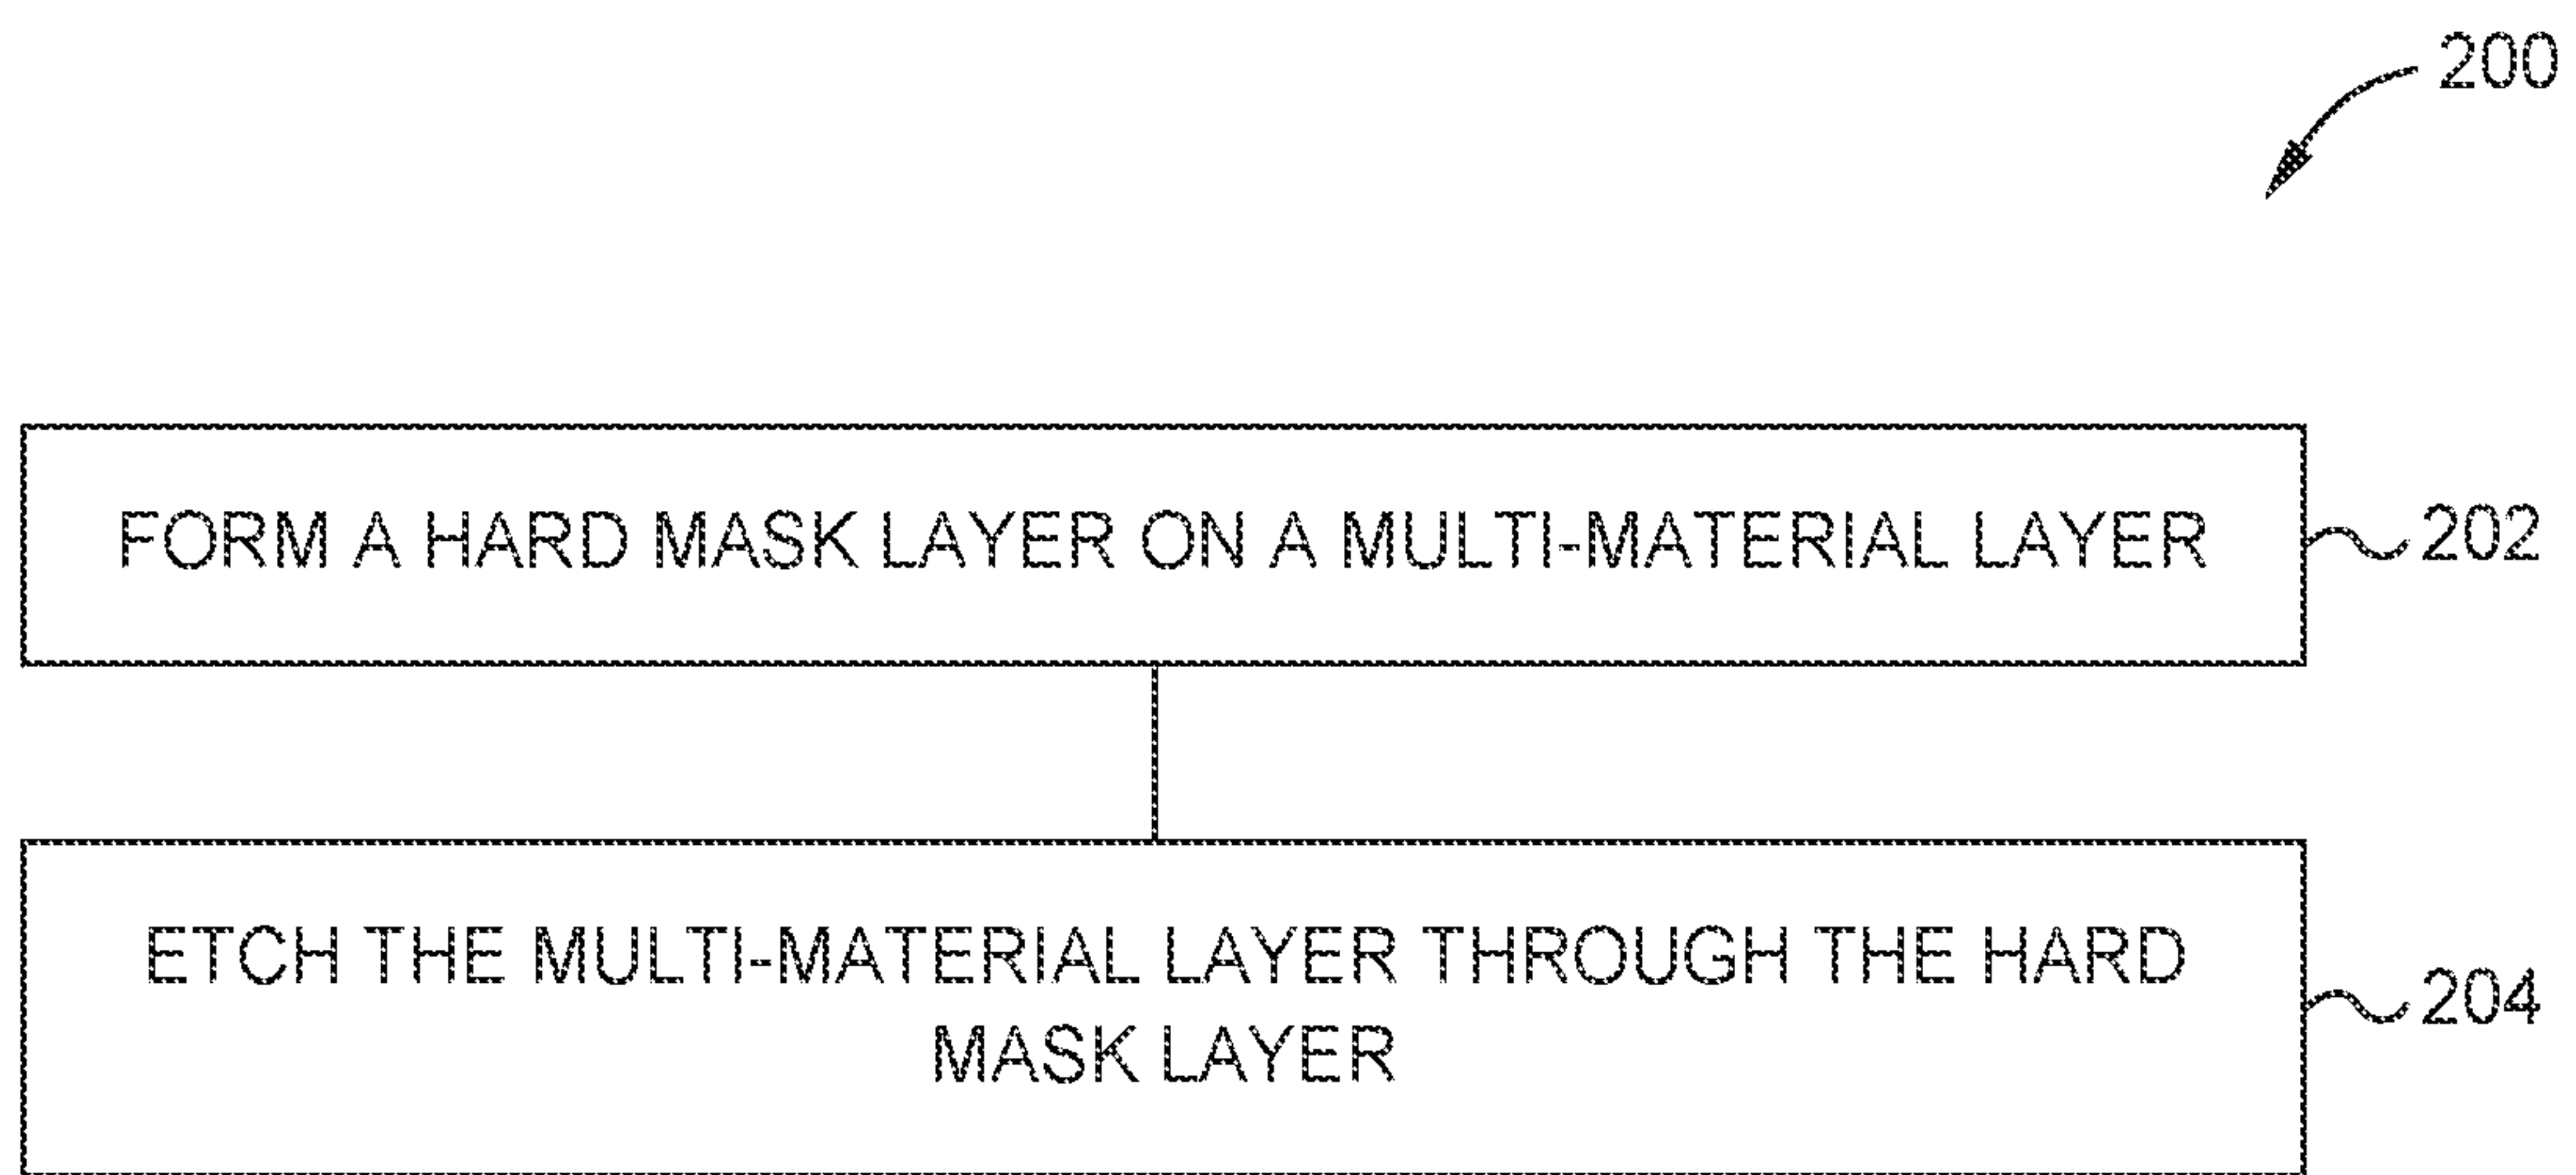 200
FORM A HARD MASK LAYER ON A MULTI-MATERIAL LAYER
202
ETCH THE MULTI-MATERIAL LAYER THROUGH THE HARD
MASK LAYER
204